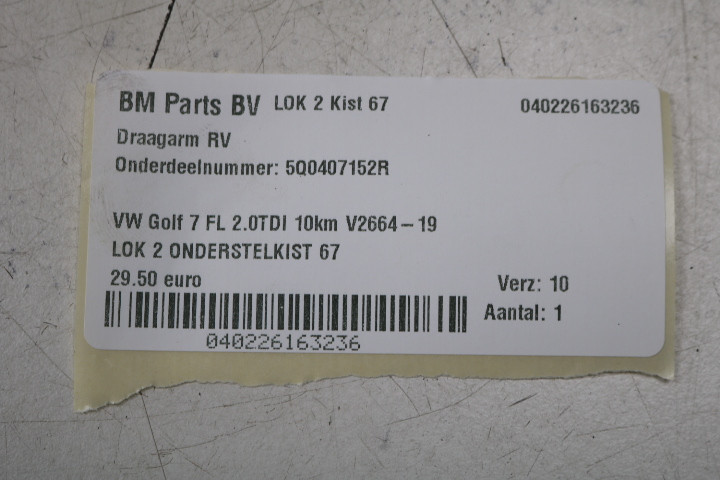 BM Parts BV LOK 2 Kist 67 040226163236
Draagarm RV
Onderdeelnummer: 5Q0407152R
VW Golf 7 FL 2.0TDI 10km V2664-19
LOK 2 ONDERSTELKIST 67
29.50 euro Verz: 10
Aantal: 1
040226163236